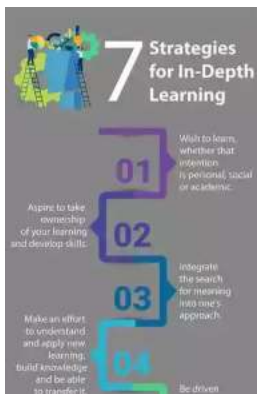 7
Strategies
for In-Depth
Learning
01
Wish to learn,
whether that
intention
is personal, social
or academic.
Aspire to take
ownership
of your learning
and develop skills.
02
03
Integrate
the search
for meaning
into one's
approach.
Make an effort
to understand
and apply new
learning,
build knowledge
and be able
to transfer it.
04
Be driven